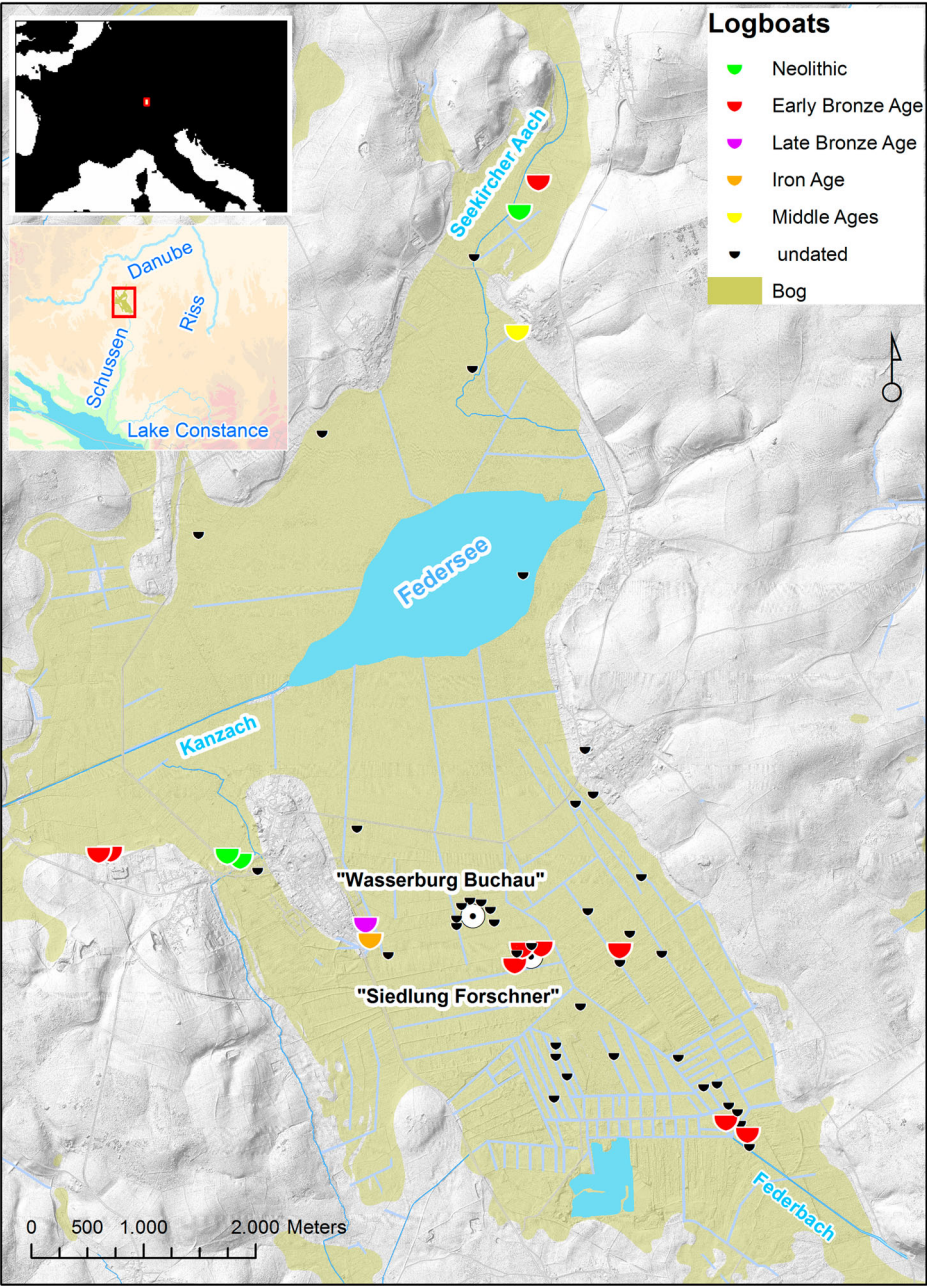 Logboats
Neolithic
Early Bronze Age
Late Bronze Age
Iron Age
Middle Ages
undated
Bog
Danube
Riss
Schussen
Lake Constance
Seekircher Aach
Federsee
Kanzach
"Wasserburg Buchau"
"Siedlung Forschner"
Federbach
0 500 1.000 2.000 Meters